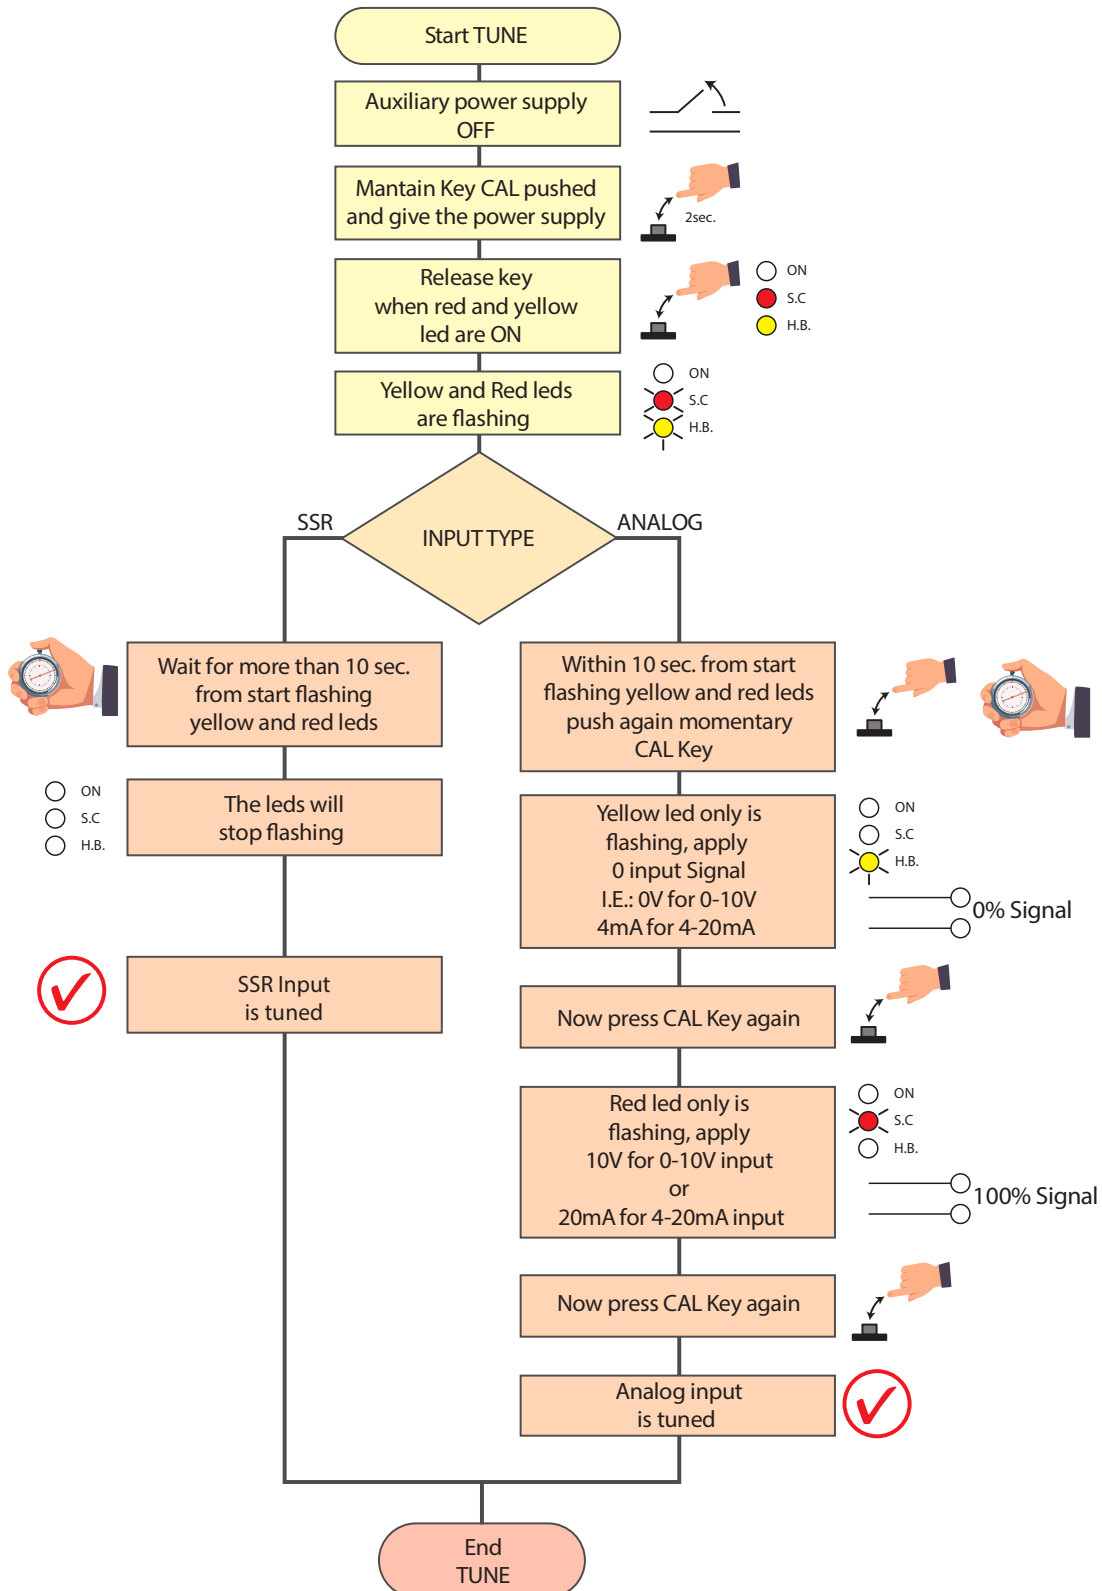 Start TUNE
Auxiliary power supply
OFF
Mantain Key CAL pushed
and give the power supply
2sec.
Release key
when red and yellow
led are ON
ON
S.C
H.B.
Yellow and Red leds
are flashing
ON
S.C
H.B.
INPUT TYPE
SSR
ANALOG
Wait for more than 10 sec.
from start flashing
yellow and red leds
ON
S.C
H.B.
The leds will
stop flashing
SSR Input
is tuned
Within 10 sec. from start
flashing yellow and red leds
push again momentary
CAL Key
Yellow led only is
flashing, apply
0 input Signal
I.E.: 0V for 0-10V
4mA for 4-20mA
ON
S.C
H.B.
0% Signal
Now press CAL Key again
Red led only is
flashing, apply
10V for 0-10V input
or
20mA for 4-20mA input
ON
S.C
H.B.
100% Signal
Now press CAL Key again
Analog input
is tuned
End
TUNE